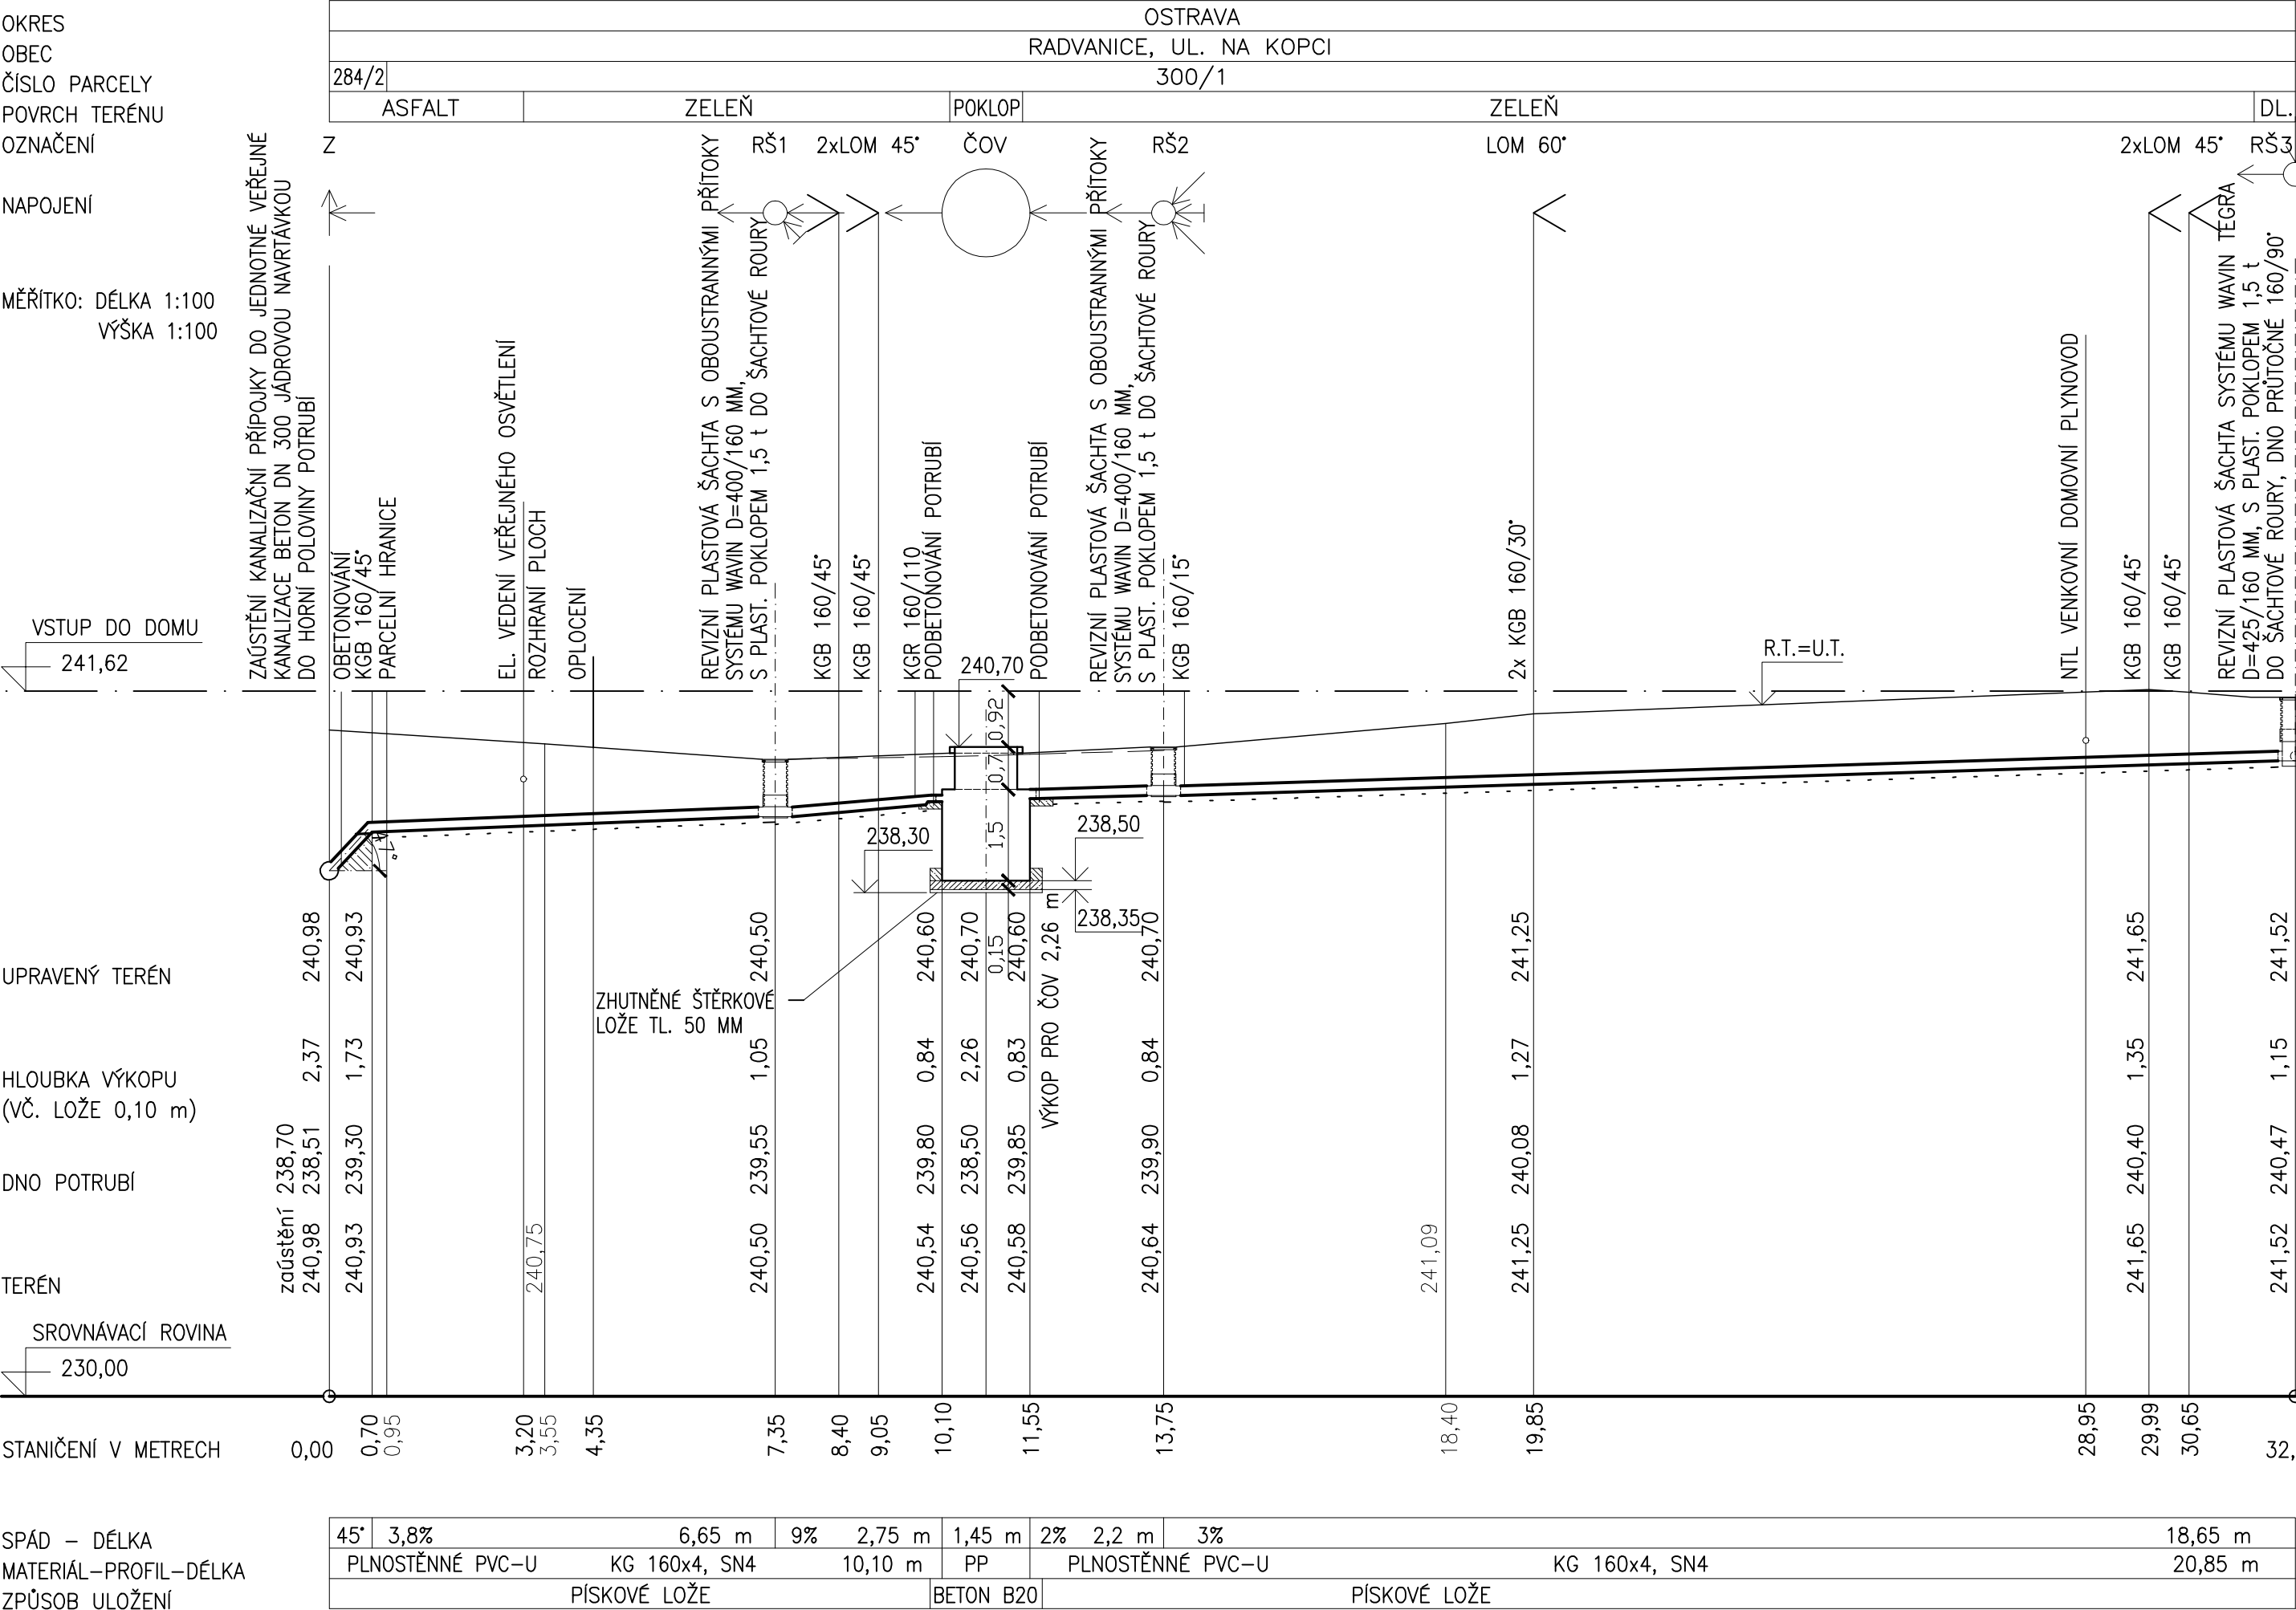 OKRES
OSTRAVA
OBEC
RADVANICE, UL. NA KOPCI
ČÍSLO PARCELY
284/2
300/1
POVRCH TERÉNU
ASFALT
ZELEŇ
POKLOP
ZELEŇ
DL.
OZNAČENÍ
Z
RŠ1
2xLOM 45°
ČOV
RŠ2
LOM 60°
2xLOM 45°
RŠ3
NAPOJENÍ
MĚŘÍTKO: DÉLKA 1:100
VÝŠKA 1:100
ZAÚSTĚNÍ KANALIZAČNÍ PŘÍPOJKY DO JEDNOTNÉ VEŘEJNÉ
KANALIZACE BETON DN 300 JÁDROVOU NAVRTÁVKOU
DO HORNÍ POLOVINY POTRUBÍ
OBETONOVÁNÍ
KGB 160/45°
PARCELNÍ HRANICE
EL. VEDENÍ VEŘEJNÉHO OSVĚTLENÍ
ROZHRANÍ PLOCH
OPLOCENÍ
REVIZNÍ PLASTOVÁ ŠACHTA S OBOUSTRANNÝMI PŘÍTOKY
SYSTÉMU WAVIN D=400/160 MM,
S PLAST. POKLOPEM 1,5 t DO ŠACHTOVÉ ROURY
KGB 160/45°
KGB 160/45°
KGR 160/110
PODBETONOVÁNÍ POTRUBÍ
PODBETONOVÁNÍ POTRUBÍ
REVIZNÍ PLASTOVÁ ŠACHTA S OBOUSTRANNÝMI PŘÍTOKY
SYSTÉMU WAVIN D=400/160 MM,
S PLAST. POKLOPEM 1,5 t DO ŠACHTOVÉ ROURY
KGB 160/15°
2x KGB 160/30°
NTL VENKOVNÍ DOMOVNÍ PLYNOVOD
KGB 160/45°
KGB 160/45°
REVIZNÍ PLASTOVÁ ŠACHTA SYSTÉMU WAVIN TEGRA
D=425/160 MM, S PLAST. POKLOPEM 1,5 t
DO ŠACHTOVÉ ROURY, DNO PRŮTOČNÉ 160/90°
VSTUP DO DOMU
241,62
240,70
R.T.=U.T.
0,92
0,7
1,5
0,15
238,30
238,50
238,35
VÝKOP PRO ČOV 2,26 m
ZHUTNĚNÉ ŠTĚRKOVÉ
LOŽE TL. 50 MM
UPRAVENÝ TERÉN
240,98
240,93
240,50
240,60
240,70
240,60
240,70
241,25
241,65
241,52
HLOUBKA VÝKOPU
(VČ. LOŽE 0,10 m)
2,37
1,73
1,05
0,84
2,26
0,83
0,84
1,27
1,35
1,15
DNO POTRUBÍ
zaústění 238,70
238,51
239,30
239,55
239,80
238,50
239,85
239,90
240,08
240,40
240,47
TERÉN
240,98
240,93
240,75
240,50
240,54
240,56
240,58
240,64
241,09
241,25
241,65
241,52
SROVNÁVACÍ ROVINA
230,00
STANIČENÍ V METRECH
0,00
0,70
0,95
3,20
3,55
4,35
7,35
8,40
9,05
10,10
11,55
13,75
18,40
19,85
28,95
29,99
30,65
32,
SPÁD – DÉLKA
45°
3,8%
6,65 m
9%
2,75 m
1,45 m
2%
2,2 m
3%
18,65 m
MATERIÁL–PROFIL–DÉLKA
PLNOSTĚNNÉ PVC–U
KG 160x4, SN4
10,10 m
PP
PLNOSTĚNNÉ PVC–U
KG 160x4, SN4
20,85 m
ZPŮSOB ULOŽENÍ
PÍSKOVÉ LOŽE
BETON B20
PÍSKOVÉ LOŽE